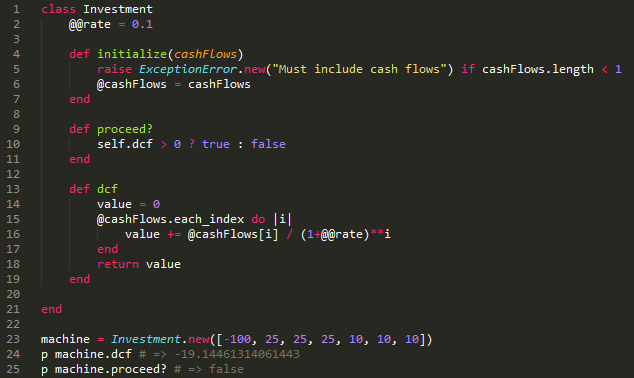 1 class Investment
2     @@rate = 0.1
3
4     def initialize(cashFlows)
5         raise ExceptionError.new("Must include cash flows") if cashFlows.length < 1
6         @cashFlows = cashFlows
7     end
8
9     def proceed?
10         self.dcf > 0 ? true : false
11     end
12
13     def dcf
14         value = 0
15         @cashFlows.each_index do |i|
16             value += @cashFlows[i] / (1+@@rate)**i
17         end
18         return value
19     end
20
21 end
22
23 machine = Investment.new([-100, 25, 25, 25, 10, 10, 10])
24 p machine.dcf # => -19.14461314061443
25 p machine.proceed? # => false